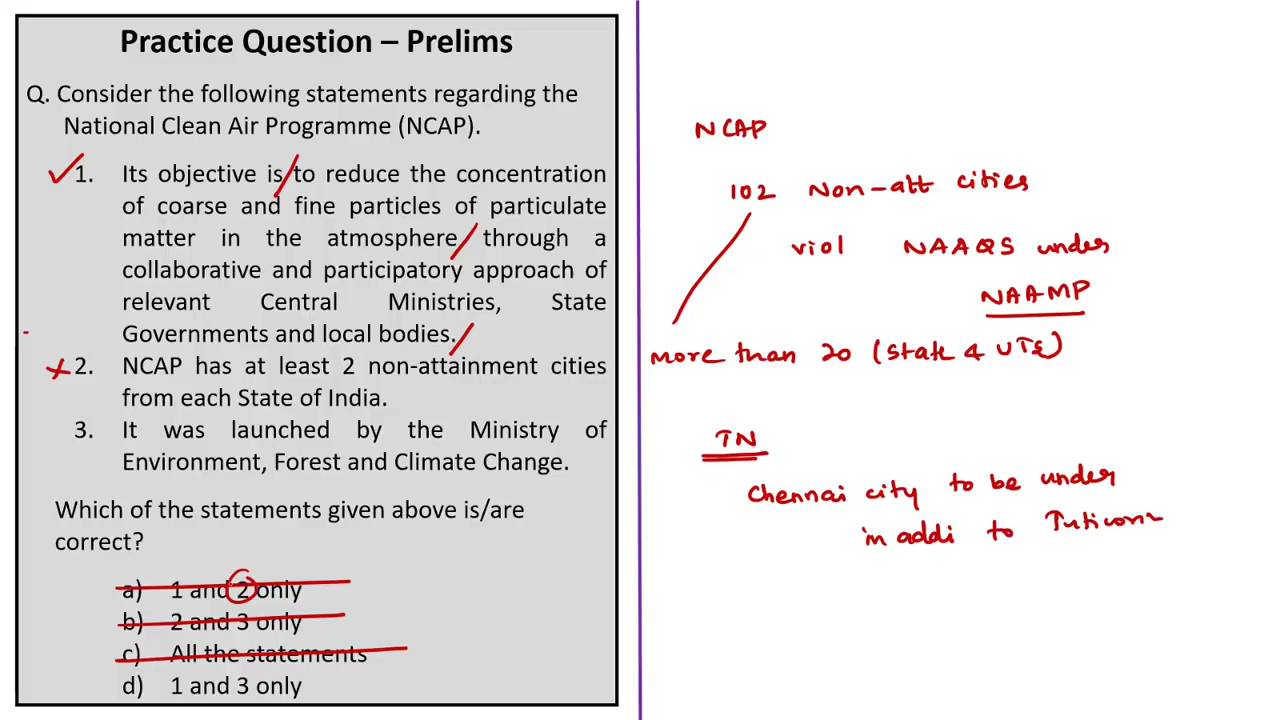 Practice Question – Prelims
Q. Consider the following statements regarding the
National Clean Air Programme (NCAP).
1. Its objective is to reduce the concentration
of coarse and fine particles of particulate
matter in the atmosphere through a
collaborative and participatory approach of
relevant Central Ministries, State
Governments and local bodies.
2. NCAP has at least 2 non-attainment cities
from each State of India.
3. It was launched by the Ministry of
Environment, Forest and Climate Change.
Which of the statements given above is/are
correct?
a) 1 and 2 only
b) 2 and 3 only
c) All the statements
d) 1 and 3 only
NCAP
102 Non-att cities
viol NAAQS under
NAAMP
more than 20 (State & UTs)
TN
Chennai city to be under
in addi to